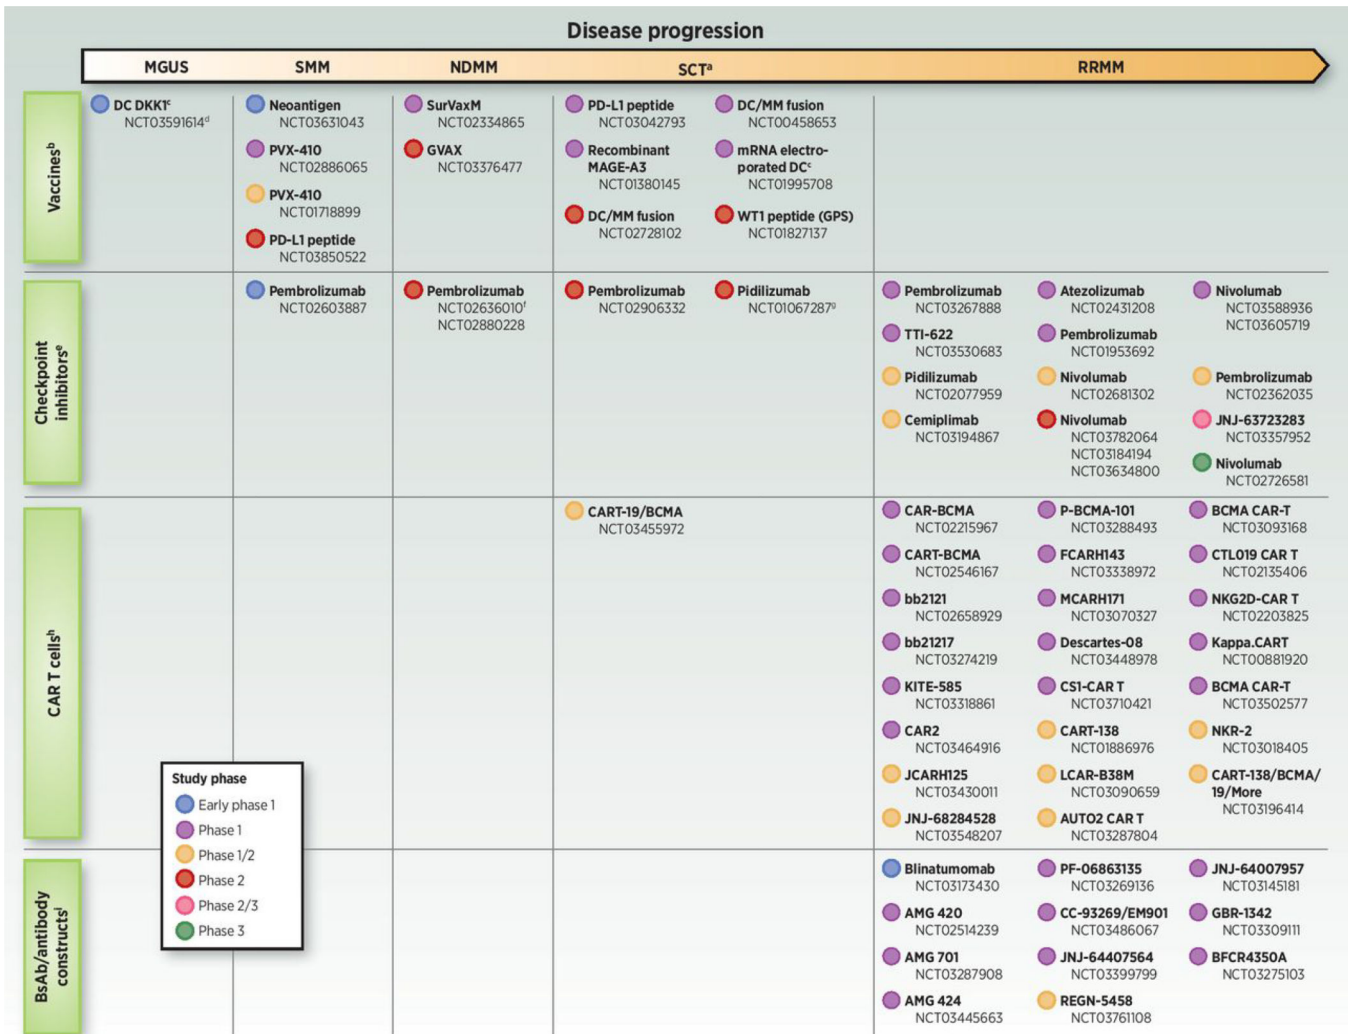 Disease progression
MGUS
SMM
NDMM
SCTᵃ
RRMM
Vaccinesᵇ
DC DKK1ᶜ
NCT03591614ᵈ
Neoantigen
NCT03631043
PVX-410
NCT02886065
PVX-410
NCT01718899
PD-L1 peptide
NCT03850522
SurVaxM
NCT02334865
GVAX
NCT03376477
PD-L1 peptide
NCT03042793
Recombinant
MAGE-A3
NCT01380145
DC/MM fusion
NCT02728102
DC/MM fusion
NCT00458653
mRNA electro-
porated DCᶜ
NCT01995708
WT1 peptide (GPS)
NCT01827137
Checkpoint
inhibitorsᵉ
Pembrolizumab
NCT02603887
Pembrolizumab
NCT02636010ᶠ
NCT02880228
Pembrolizumab
NCT02906332
Pidilizumab
NCT01067287ᵍ
Pembrolizumab
NCT03267888
TTI-622
NCT03530683
Pidilizumab
NCT02077959
Cemiplimab
NCT03194867
Atezolizumab
NCT02431208
Pembrolizumab
NCT01953692
Nivolumab
NCT02681302
Nivolumab
NCT03782064
NCT03184194
NCT03634800
Nivolumab
NCT03588936
NCT03605719
Pembrolizumab
NCT02362035
JNJ-63723283
NCT03357952
Nivolumab
NCT02726581
CAR T cellsʰ
CART-19/BCMA
NCT03455972
CAR-BCMA
NCT02215967
CART-BCMA
NCT02546167
bb2121
NCT02658929
bb21217
NCT03274219
KITE-585
NCT03318861
CAR2
NCT03464916
JCARH125
NCT03430011
JNJ-68284528
NCT03548207
P-BCMA-101
NCT03288493
FCARH143
NCT03338972
MCARH171
NCT03070327
Descartes-08
NCT03448978
CS1-CAR T
NCT03710421
CART-138
NCT01886976
LCAR-B38M
NCT03090659
AUTO2 CAR T
NCT03287804
BCMA CAR-T
NCT03093168
CTL019 CAR T
NCT02135406
NKG2D-CAR T
NCT02203825
Kappa.CART
NCT00881920
BCMA CAR-T
NCT03502577
NKR-2
NCT03018405
CART-138/BCMA/
19/More
NCT03196414
Study phase
Early phase 1
Phase 1
Phase 1/2
Phase 2
Phase 2/3
Phase 3
BsAb/antibody
constructsⁱ
Blinatumomab
NCT03173430
AMG 420
NCT02514239
AMG 701
NCT03287908
AMG 424
NCT03445663
PF-06863135
NCT03269136
CC-93269/EM901
NCT03486067
JNJ-64407564
NCT03399799
REGN-5458
NCT03761108
JNJ-64007957
NCT03145181
GBR-1342
NCT03309111
BFCR4350A
NCT03275103